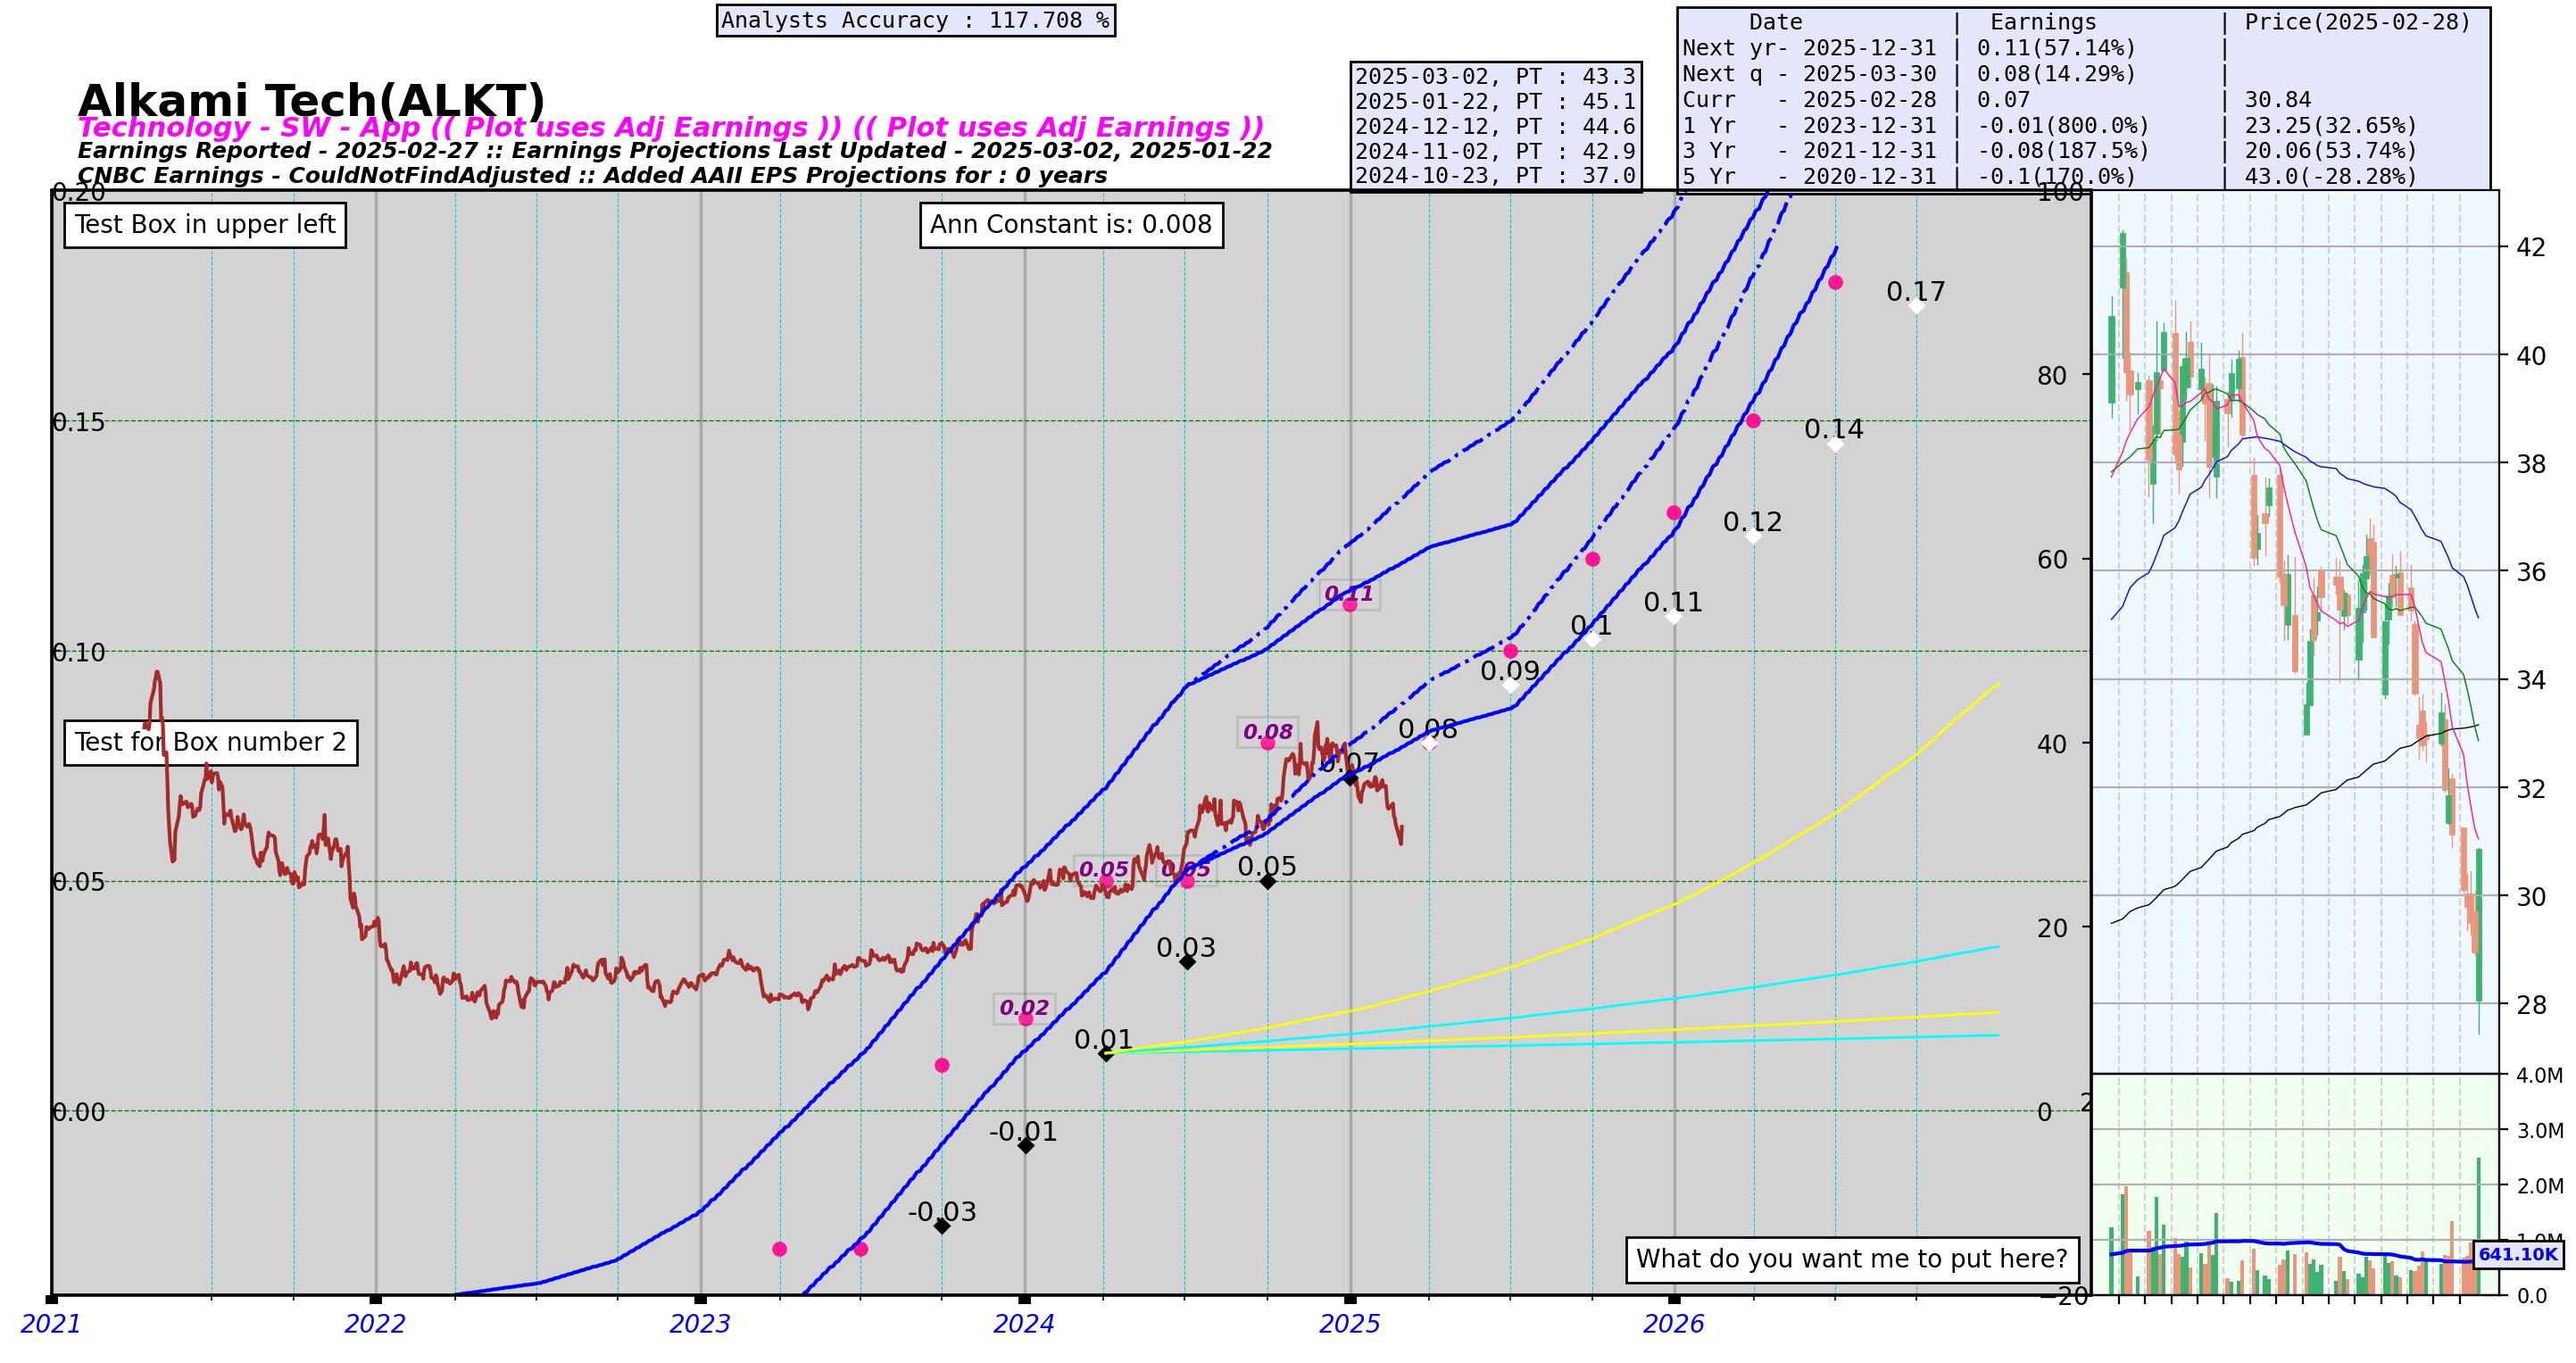 Analysts Accuracy : 117.708 %
Date | Earnings | Price(2025-02-28)
Next yr- 2025-12-31 | 0.11(57.14%) |
Next q - 2025-03-30 | 0.08(14.29%) |
Curr - 2025-02-28 | 0.07 | 30.84
1 Yr - 2023-12-31 | -0.01(800.0%) | 23.25(32.65%)
3 Yr - 2021-12-31 | -0.08(187.5%) | 20.06(53.74%)
5 Yr - 2020-12-31 | -0.1(170.0%) | 43.0(-28.28%)
2025-03-02, PT : 43.3
2025-01-22, PT : 45.1
2024-12-12, PT : 44.6
2024-11-02, PT : 42.9
2024-10-23, PT : 37.0
Alkami Tech(ALKT)
Technology - SW - App (( Plot uses Adj Earnings )) (( Plot uses Adj Earnings ))
Earnings Reported - 2025-02-27 :: Earnings Projections Last Updated - 2025-03-02, 2025-01-22
CNBC Earnings - CouldNotFindAdjusted :: Added AAII EPS Projections for : 0 years
Test Box in upper left
Ann Constant is: 0.008
Test for Box number 2
What do you want me to put here?
0.20
0.15
0.10
0.05
0.00
100
80
60
40
20
0
−20
2
-0.03
-0.01
0.01
0.03
0.05
0.07
0.08
0.09
0.1
0.11
0.12
0.14
0.17
0.02
0.05
0.05
0.08
0.11
2021
2022
2023
2024
2025
2026
42
40
38
36
34
32
30
28
4.0M
3.0M
2.0M
1.0M
641.10K
0.0